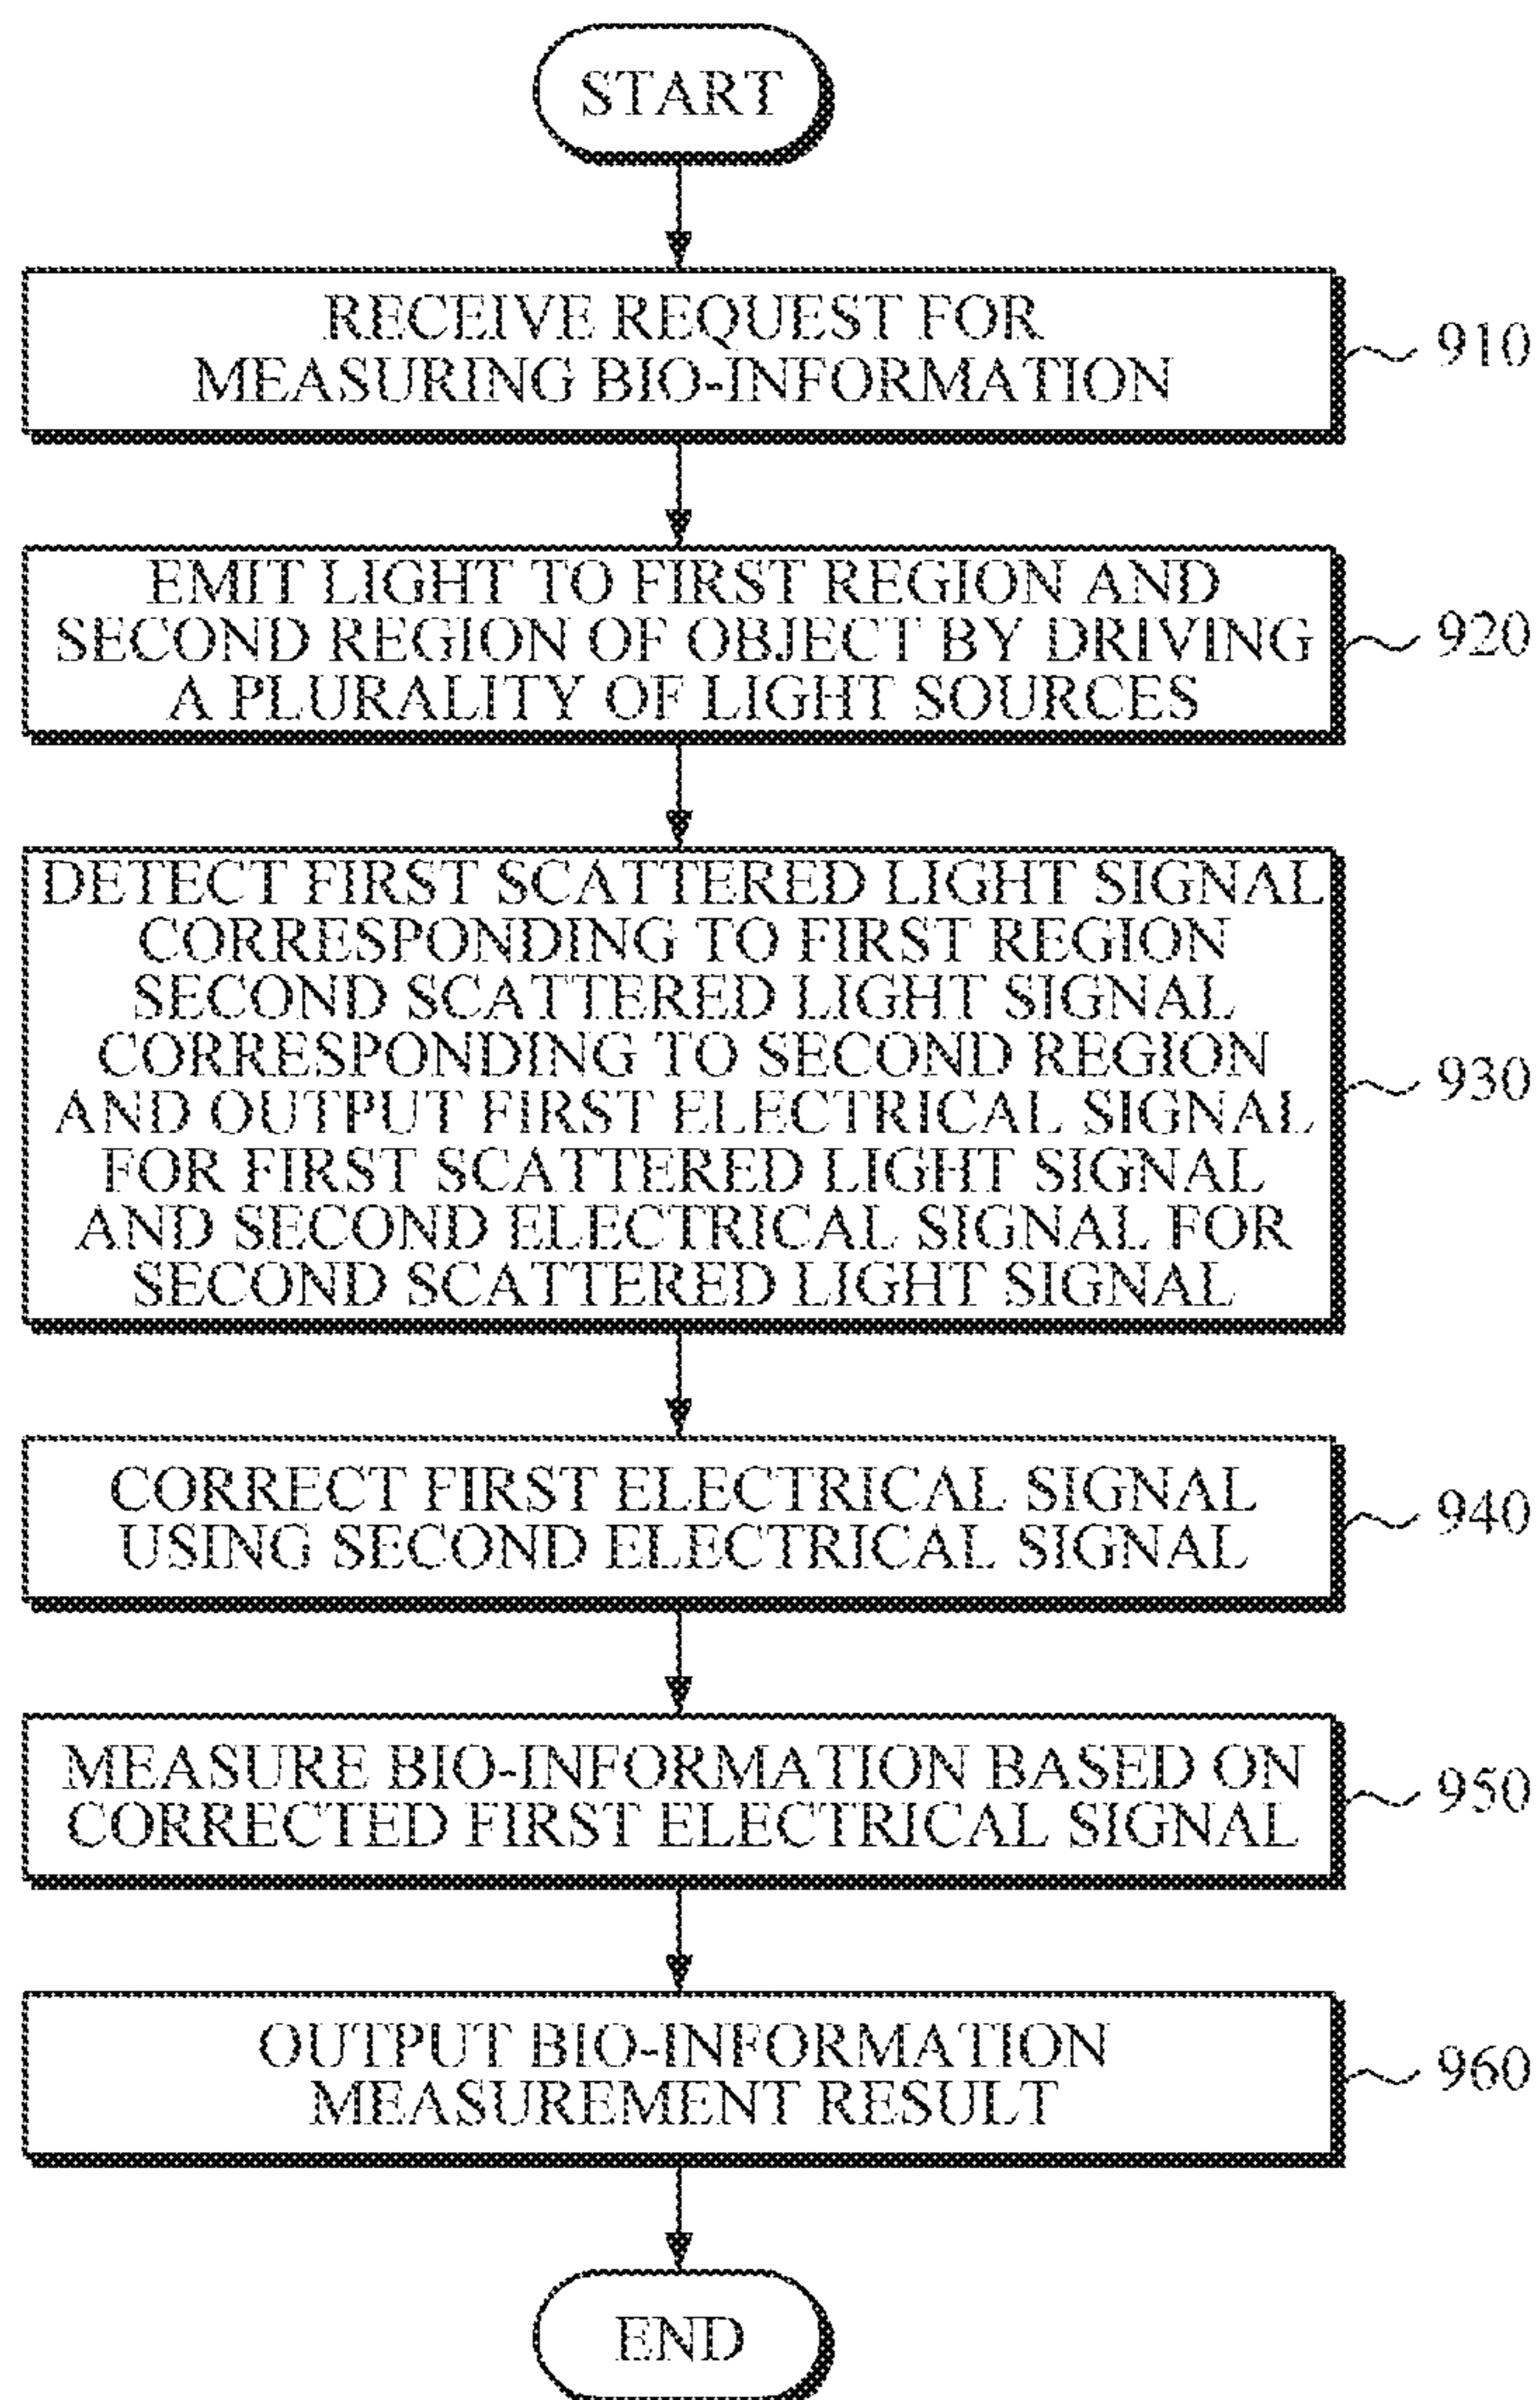 START
RECEIVE REQUEST FOR
MEASURING BIO-INFORMATION
910
EMIT LIGHT TO FIRST REGION AND
SECOND REGION OF OBJECT BY DRIVING
A PLURALITY OF LIGHT SOURCES
920
DETECT FIRST SCATTERED LIGHT SIGNAL
CORRESPONDING TO FIRST REGION
SECOND SCATTERED LIGHT SIGNAL
CORRESPONDING TO SECOND REGION
AND OUTPUT FIRST ELECTRICAL SIGNAL
FOR FIRST SCATTERED LIGHT SIGNAL
AND SECOND ELECTRICAL SIGNAL FOR
SECOND SCATTERED LIGHT SIGNAL
930
CORRECT FIRST ELECTRICAL SIGNAL
USING SECOND ELECTRICAL SIGNAL
940
MEASURE BIO-INFORMATION BASED ON
CORRECTED FIRST ELECTRICAL SIGNAL
950
OUTPUT BIO-INFORMATION
MEASUREMENT RESULT
960
END